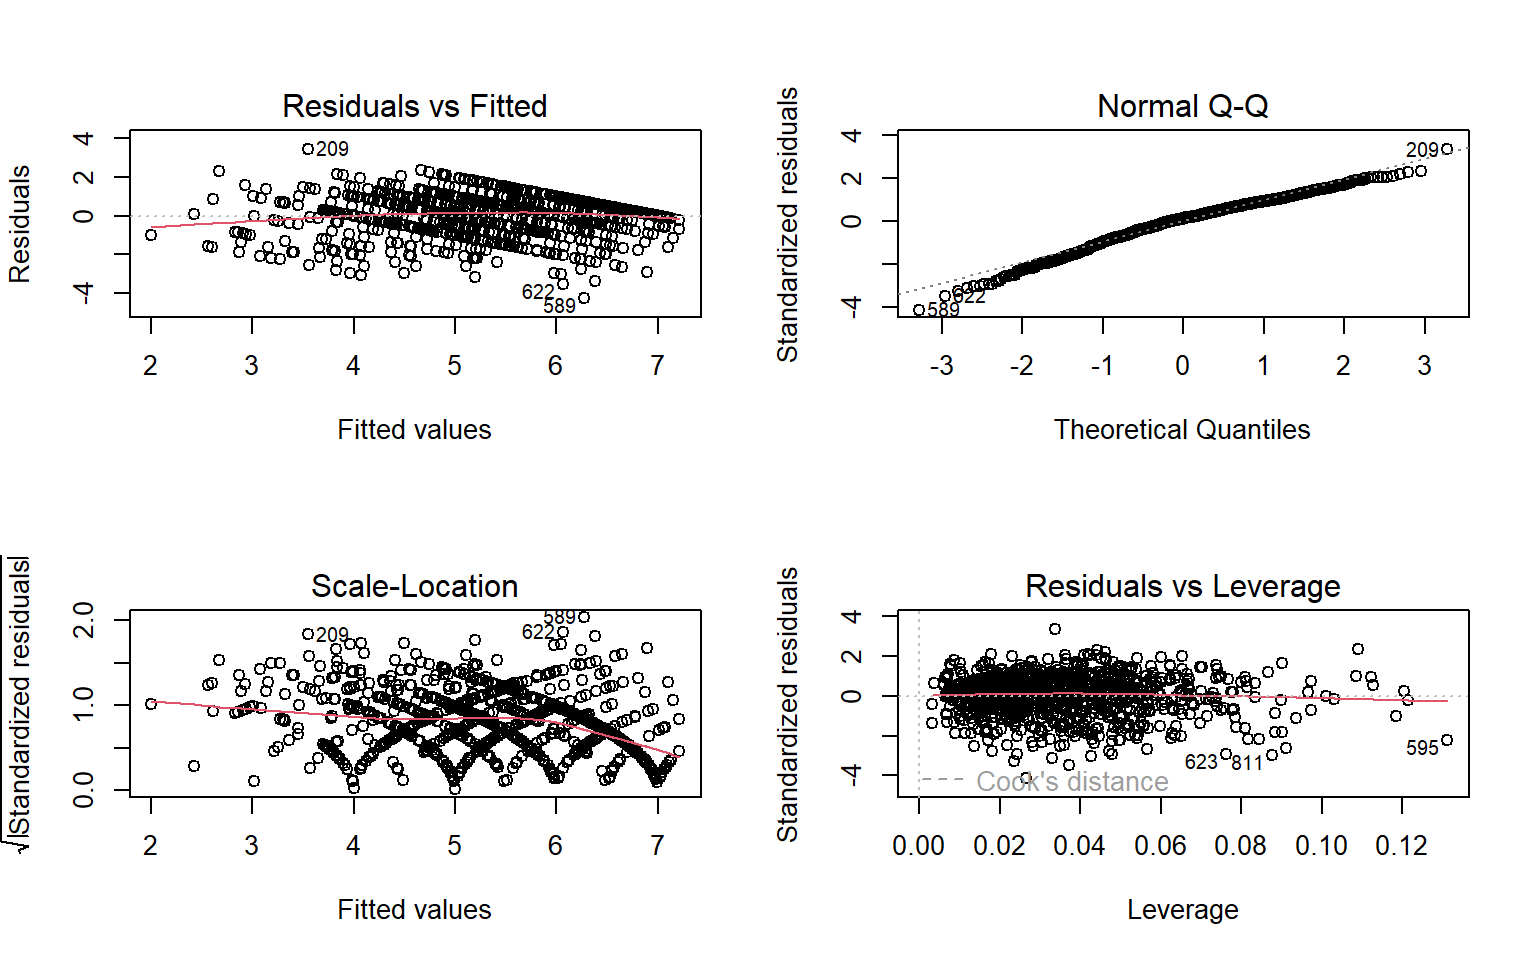 Residuals vs Fitted
Residuals
4
2
0
-4
209
622
589
2 3 4 5 6 7
Fitted values
Normal Q-Q
Standardized residuals
4
2
0
-4
209
622
589
-3 -2 -1 0 1 2 3
Theoretical Quantiles
Scale-Location
√|Standardized residuals|
2.0
1.0
0.0
589
622
209
2 3 4 5 6 7
Fitted values
Residuals vs Leverage
Standardized residuals
4
2
0
-4
623 811
595
Cook's distance
0.00 0.02 0.04 0.06 0.08 0.10 0.12
Leverage